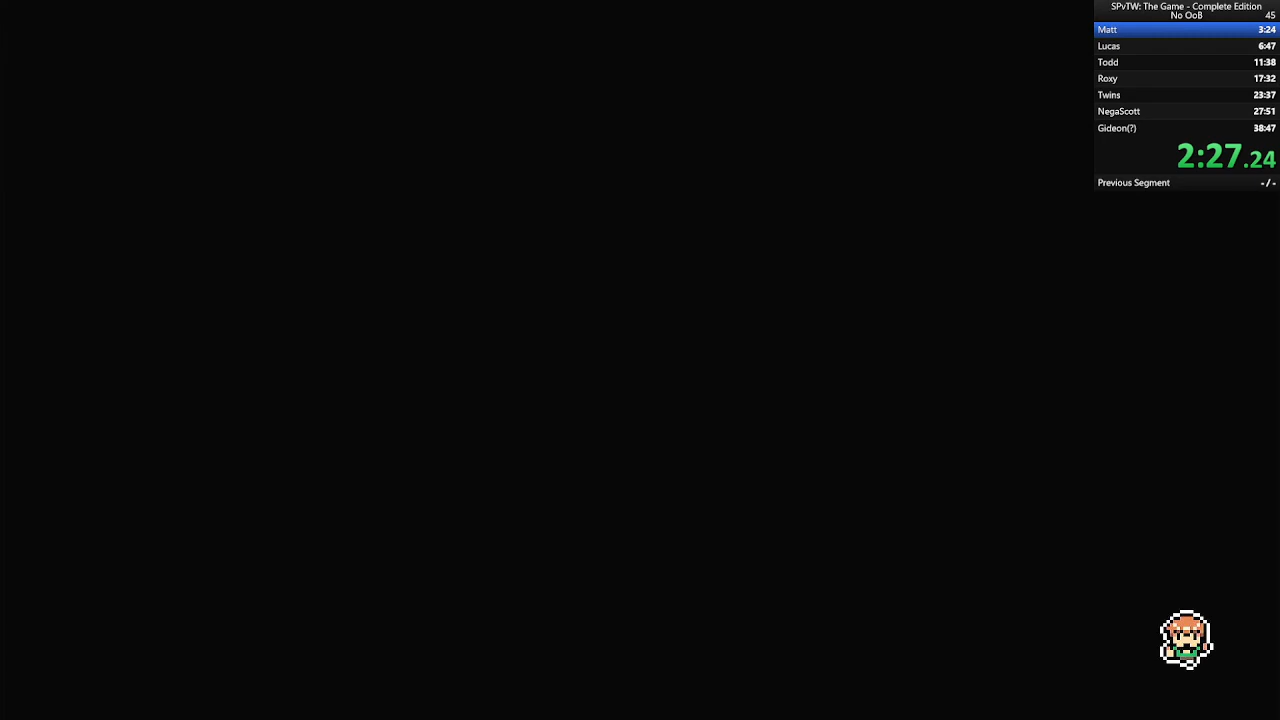 SPvTW: The Game - Complete Edition
No OoB 45
Matt 3:24
Lucas 6:47
Todd 11:38
Roxy 17:32
Twins 23:37
NegaScott 27:51
Gideon(?) 38:47
2:27.24
Previous Segment -/-